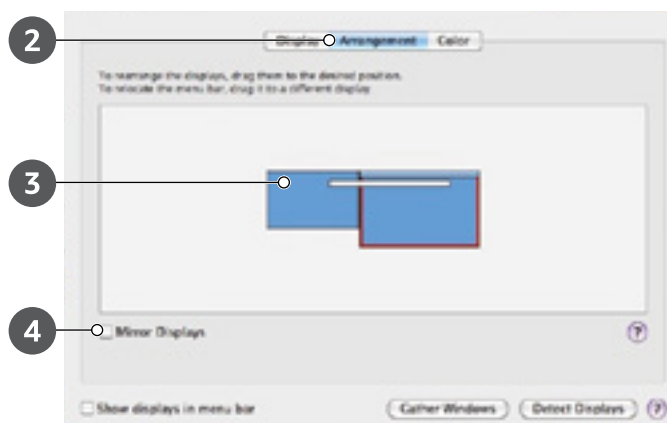 2
Display Arrangement Color
To rearrange the displays, drag them to the desired position.
To relocate the menu bar, drag it to a different display
3
4
Mirror Displays
?
Show displays in menu bar
Gather Windows
Detect Displays
?